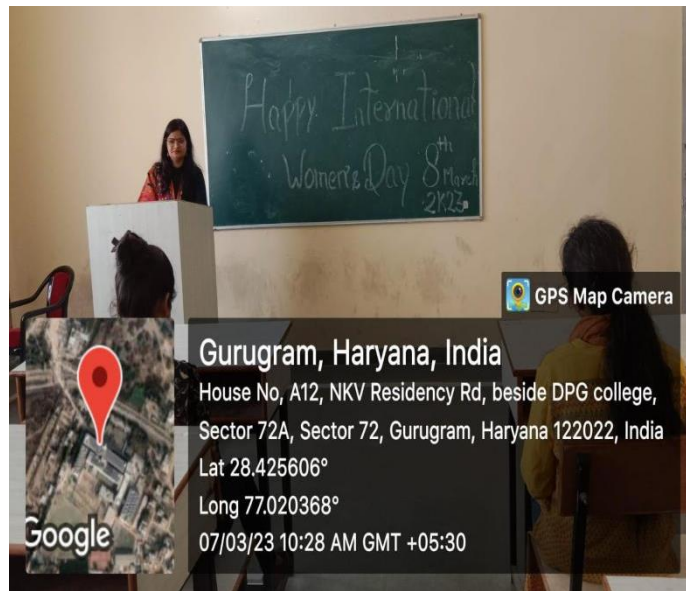 Happy International
Women's Day 8th March
2K23
GPS Map Camera
Gurugram, Haryana, India
House No, A12, NKV Residency Rd, beside DPG college,
Sector 72A, Sector 72, Gurugram, Haryana 122022, India
Lat 28.425606°
Long 77.020368°
07/03/23 10:28 AM GMT +05:30
Google